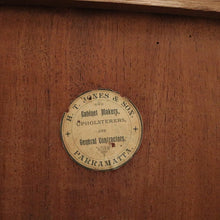 H. T. JONES & SON
Cabinet Makers,
UPHOLSTERERS,
AND
General Contractors,
PARRAMATTA